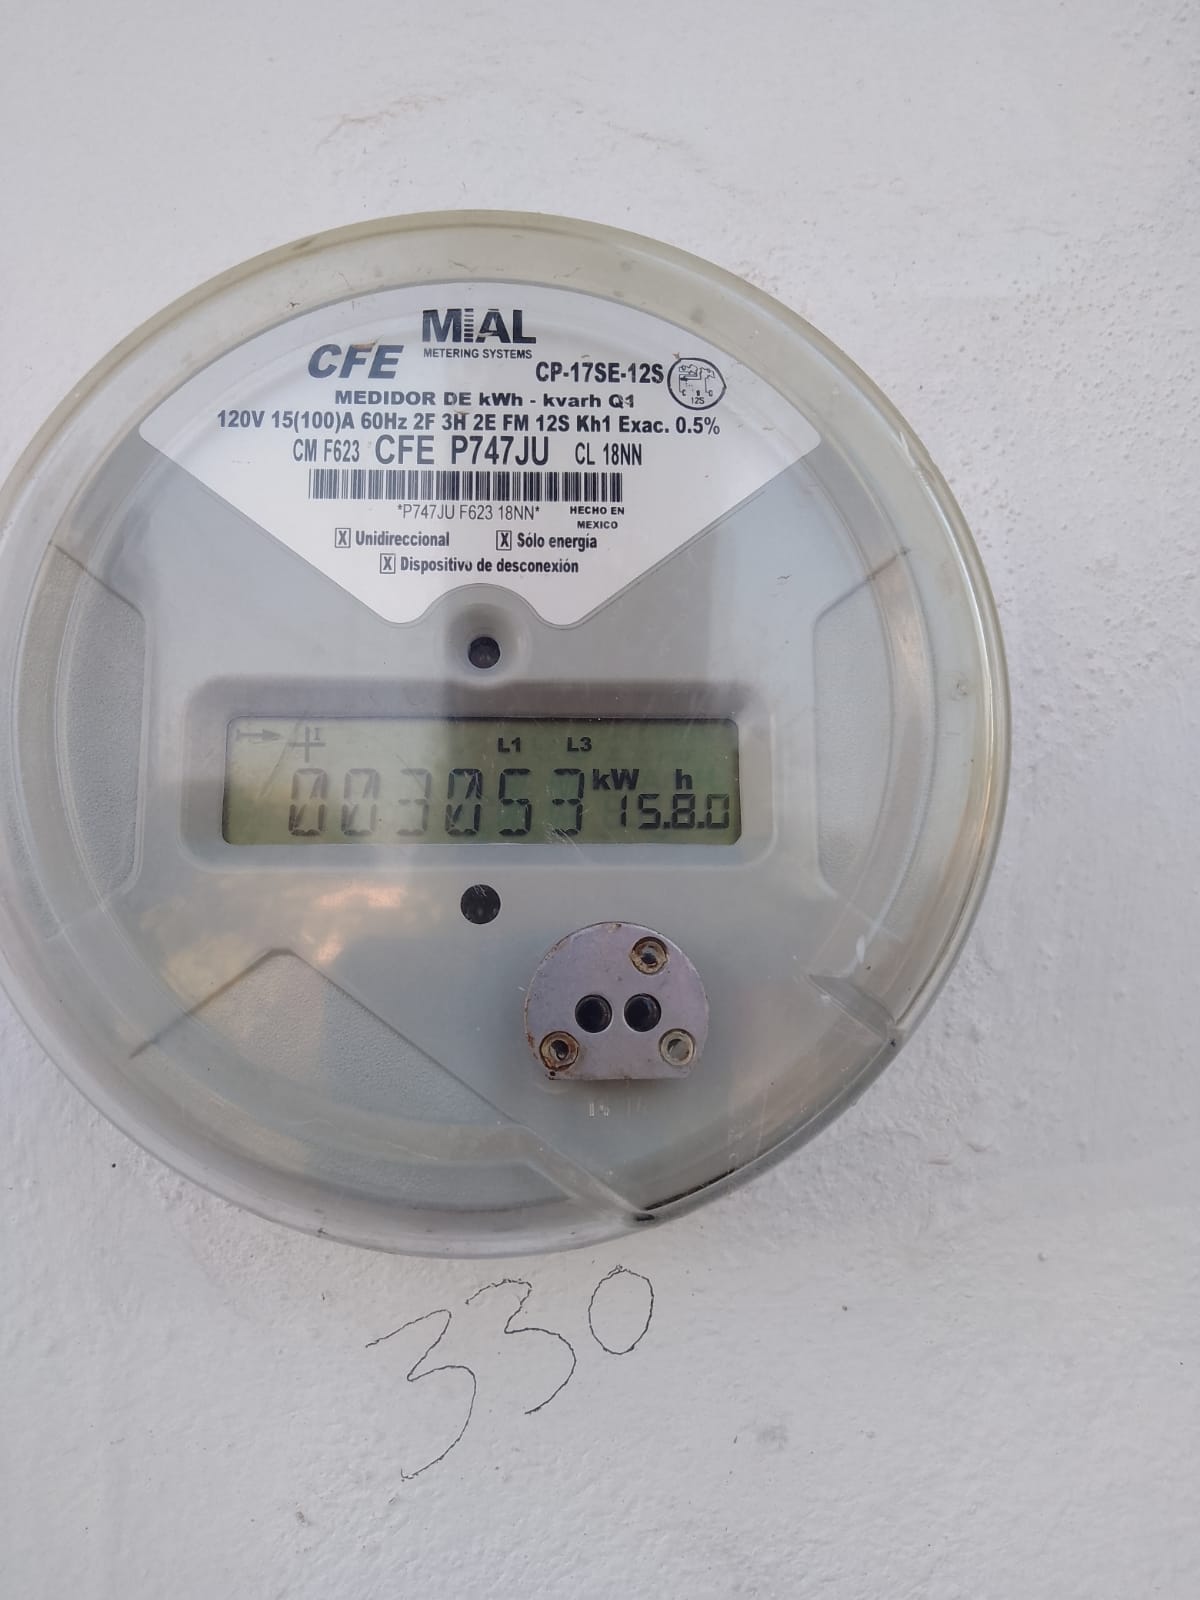 MIAL
METERING SYSTEMS
CFE
CP-17SE-12S
12S
MEDIDOR DE kWh - kvarh Q1
120V 15(100)A 60Hz 2F 3H 2E FM 12S Kh1 Exac. 0.5%
CM F623 CFE P747JU CL 18NN
*P747JU F623 18NN*
HECHO EN
MEXICO
X Unidireccional X Sólo energía
X Dispositivo de desconexión
L1 L3
003053 kW h 15.8.0
330